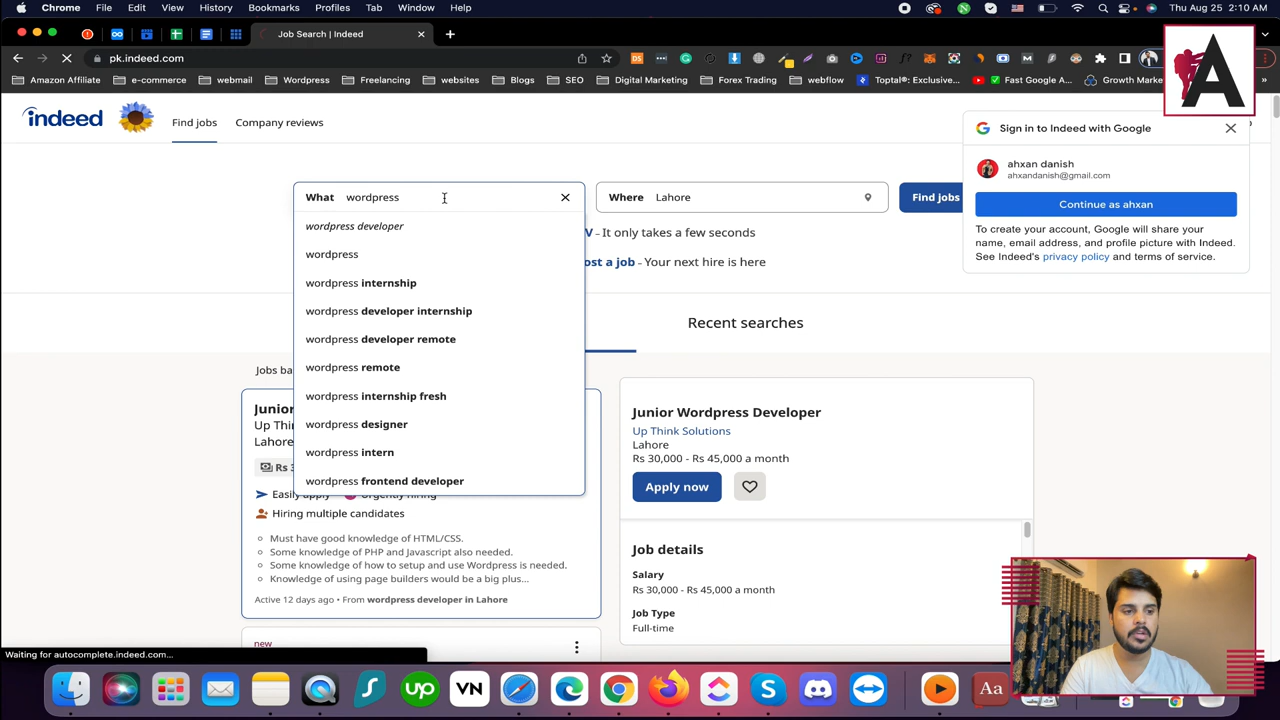 Chrome File Edit View History Bookmarks Profiles Tab Window Help
Thu Aug 25 2:10 AM
Job Search | Indeed
pk.indeed.com
Amazon Affiliate e-commerce webmail Wordpress Freelancing websites Blogs SEO Digital Marketing Forex Trading webflow Toptal®: Exclusive... Fast Google A... Growth Marke
A
indeed
Find jobs Company reviews
Sign in to Indeed with Google
ahxan danish
ahxandanish@gmail.com
Continue as ahxan
To create your account, Google will share your
name, email address, and profile picture with Indeed.
See Indeed's privacy policy and terms of service.
What wordpress
Where Lahore
Find Jobs
wordpress developer
wordpress
wordpress internship
wordpress developer internship
wordpress developer remote
wordpress remote
wordpress internship fresh
wordpress designer
wordpress intern
wordpress frontend developer
V - It only takes a few seconds
ost a job - Your next hire is here
Recent searches
Jobs ba
Junior
Up Thi
Lahore
Rs 3
Easily apply Urgently hiring
Hiring multiple candidates
Must have good knowledge of HTML/CSS.
Some knowledge of PHP and Javascript also needed.
Some knowledge of how to setup and use WordPress is needed.
Knowledge of using page builders would be a big plus...
Active 12 days ago • From wordpress developer in Lahore
new
Junior Wordpress Developer
Up Think Solutions
Lahore
Rs 30,000 - Rs 45,000 a month
Apply now
Job details
Salary
Rs 30,000 - Rs 45,000 a month
Job Type
Full-time
Waiting for autocomplete.indeed.com...
up VN Aa